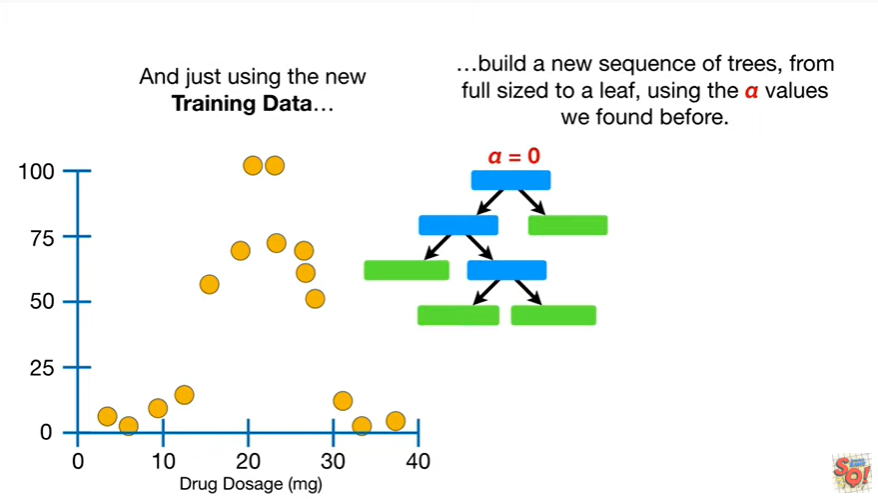 And just using the new
Training Data…
…build a new sequence of trees, from
full sized to a leaf, using the α values
we found before.
α = 0
100
75
50
25
0
0 10 20 30 40
Drug Dosage (mg)
SQ!